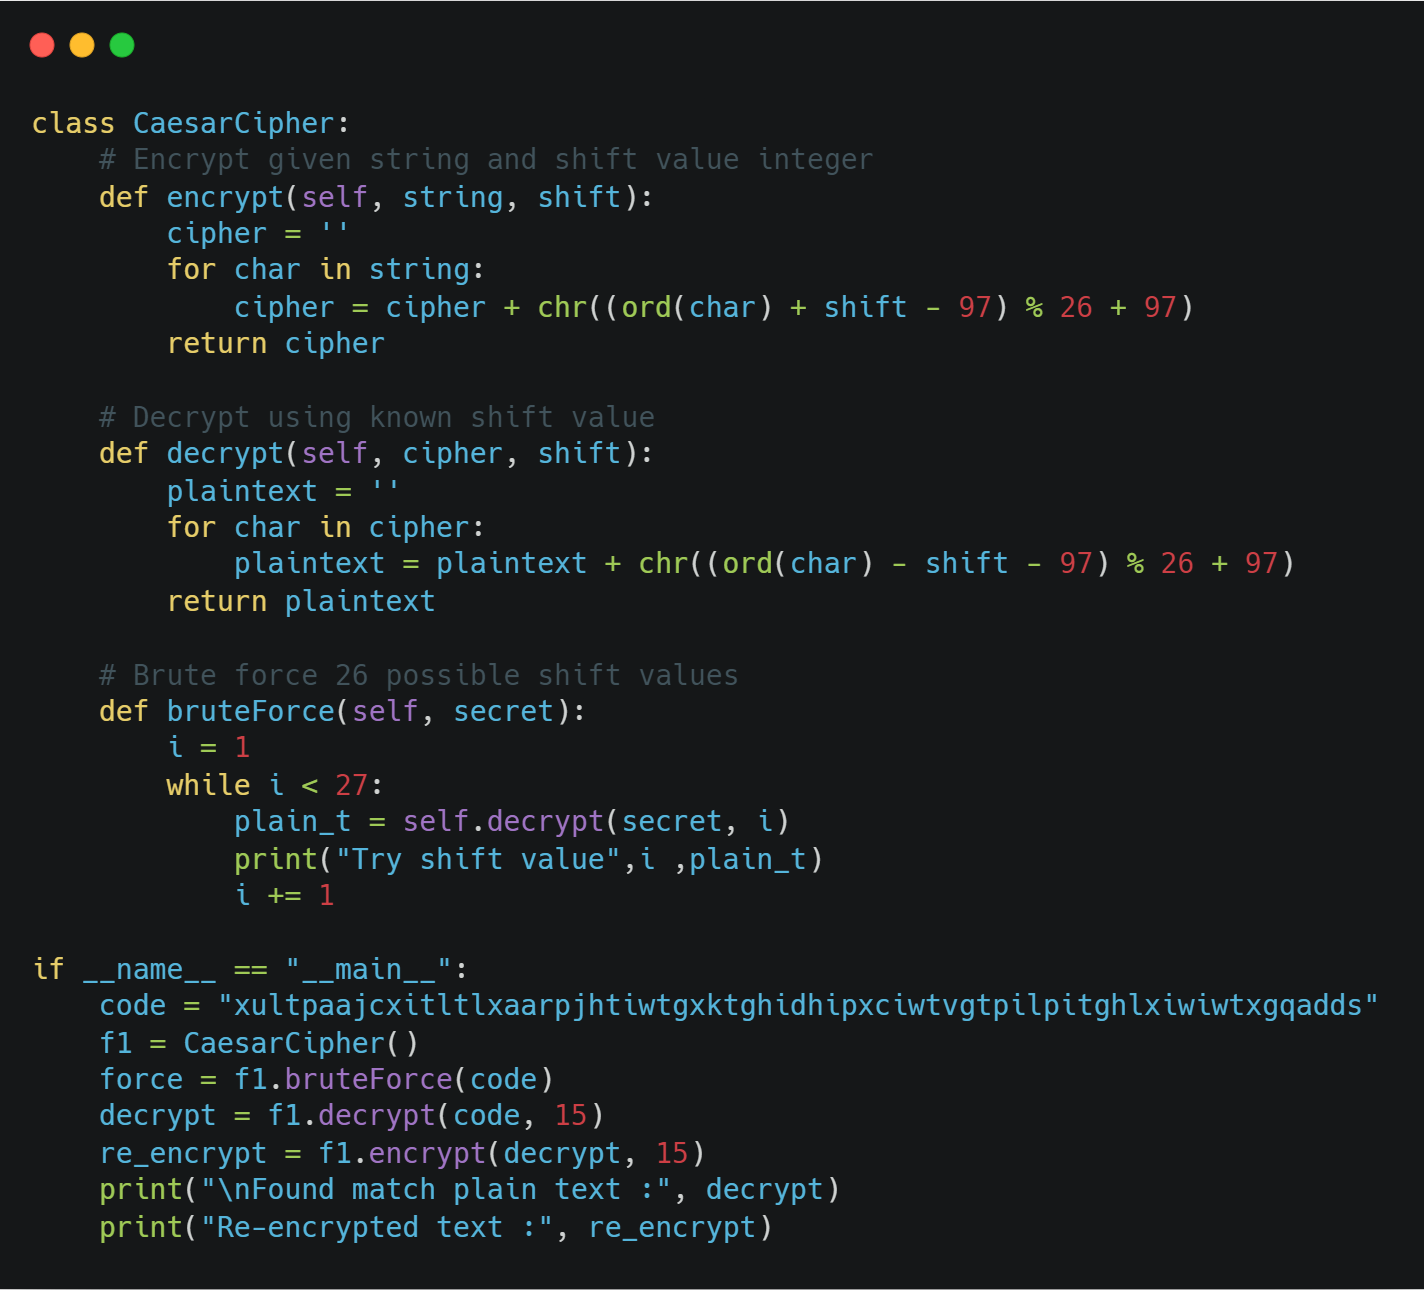 class CaesarCipher:
    # Encrypt given string and shift value integer
    def encrypt(self, string, shift):
        cipher = ''
        for char in string:
            cipher = cipher + chr((ord(char) + shift - 97) % 26 + 97)
        return cipher

    # Decrypt using known shift value
    def decrypt(self, cipher, shift):
        plaintext = ''
        for char in cipher:
            plaintext = plaintext + chr((ord(char) - shift - 97) % 26 + 97)
        return plaintext

    # Brute force 26 possible shift values
    def bruteForce(self, secret):
        i = 1
        while i < 27:
            plain_t = self.decrypt(secret, i)
            print("Try shift value",i ,plain_t)
            i += 1

if __name__ == "__main__":
    code = "xultpaajcxitltlxaarpjhtiwtgxktghidhipxciwtvgtpilpitghlxiwiwtxgqadds"
    f1 = CaesarCipher()
    force = f1.bruteForce(code)
    decrypt = f1.decrypt(code, 15)
    re_encrypt = f1.encrypt(decrypt, 15)
    print("\nFound match plain text :", decrypt)
    print("Re-encrypted text :", re_encrypt)